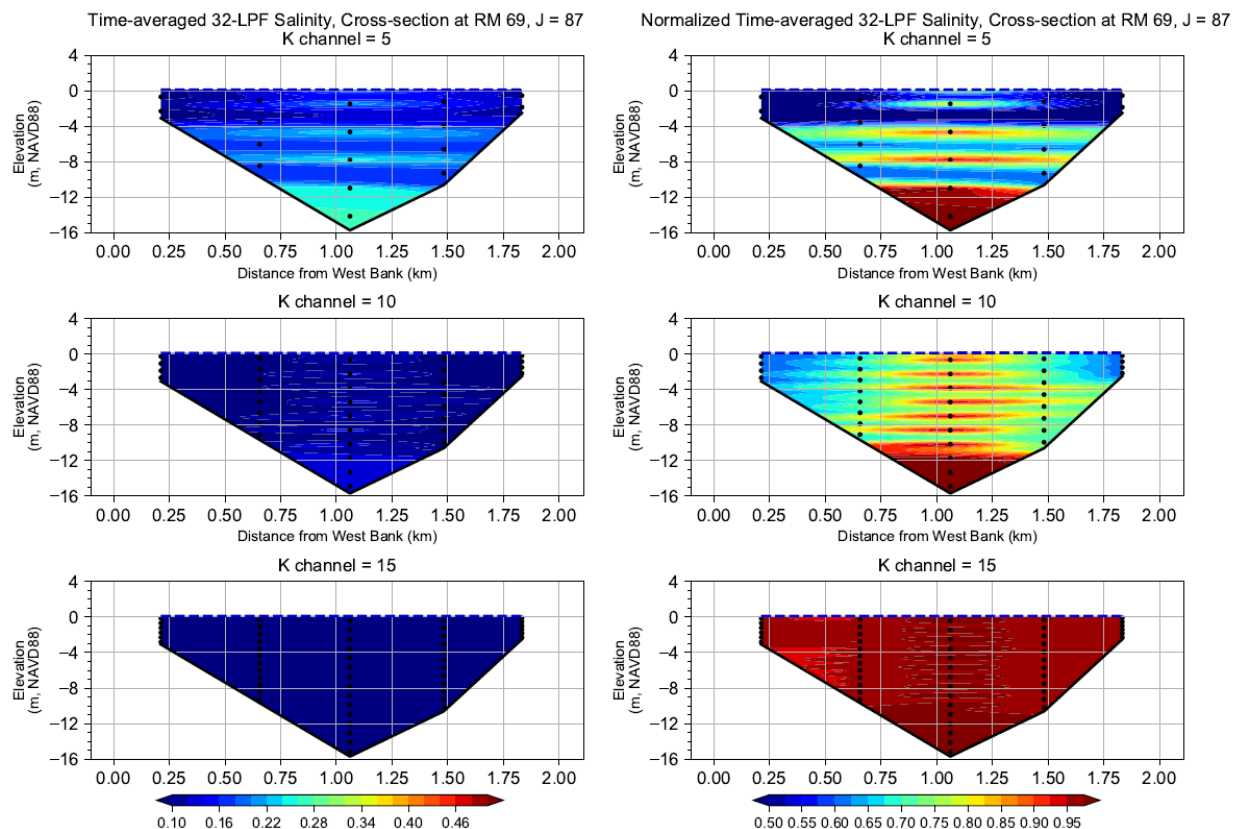 Time-averaged 32-LPF Salinity, Cross-section at RM 69, J = 87
K channel = 5
4
0
−4
−8
−12
−16
Elevation
(m, NAVD88)
0.00 0.25 0.50 0.75 1.00 1.25 1.50 1.75 2.00
Distance from West Bank (km)
Normalized Time-averaged 32-LPF Salinity, Cross-section at RM 69, J = 87
K channel = 5
4
0
−4
−8
−12
−16
Elevation
(m, NAVD88)
0.00 0.25 0.50 0.75 1.00 1.25 1.50 1.75 2.00
Distance from West Bank (km)
K channel = 10
4
0
−4
−8
−12
−16
Elevation
(m, NAVD88)
0.00 0.25 0.50 0.75 1.00 1.25 1.50 1.75 2.00
Distance from West Bank (km)
K channel = 10
4
0
−4
−8
−12
−16
Elevation
(m, NAVD88)
0.00 0.25 0.50 0.75 1.00 1.25 1.50 1.75 2.00
Distance from West Bank (km)
K channel = 15
4
0
−4
−8
−12
−16
Elevation
(m, NAVD88)
0.00 0.25 0.50 0.75 1.00 1.25 1.50 1.75 2.00
0.10 0.16 0.22 0.28 0.34 0.40 0.46
K channel = 15
4
0
−4
−8
−12
−16
Elevation
(m, NAVD88)
0.00 0.25 0.50 0.75 1.00 1.25 1.50 1.75 2.00
0.50 0.55 0.60 0.65 0.70 0.75 0.80 0.85 0.90 0.95